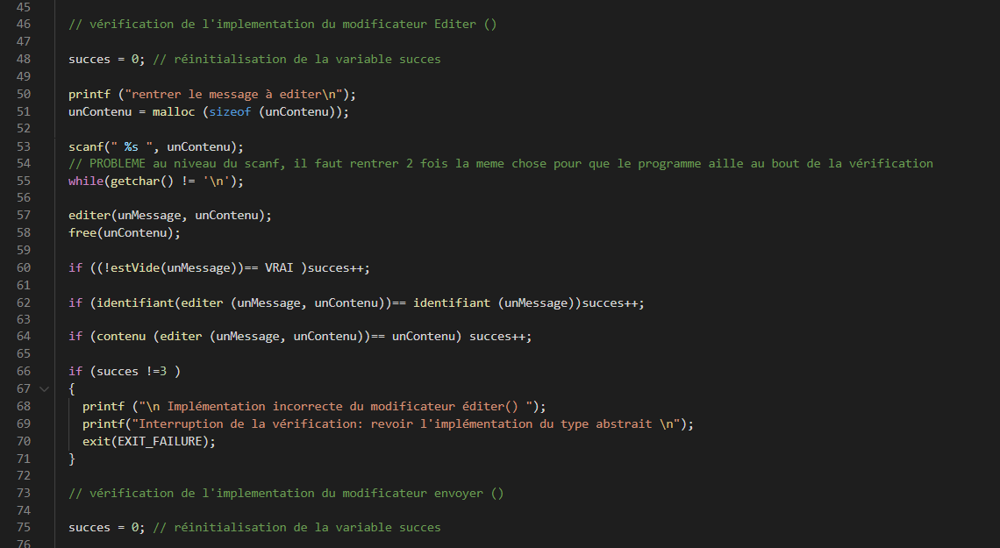 45
46 // vérification de l'implementation du modificateur Editer ()
47
48 succes = 0; // réinitialisation de la variable succes
49
50 printf ("rentrer le message à editer\n");
51 unContenu = malloc (sizeof (unContenu));
52
53 scanf(" %s ", unContenu);
54 // PROBLEME au niveau du scanf, il faut rentrer 2 fois la meme chose pour que le programme aille au bout de la vérification
55 while(getchar() != '\n');
56
57 editer(unMessage, unContenu);
58 free(unContenu);
59
60 if ((!estVide(unMessage))== VRAI )succes++;
61
62 if (identifiant(editer (unMessage, unContenu))== identifiant (unMessage))succes++;
63
64 if (contenu (editer (unMessage, unContenu))== unContenu) succes++;
65
66 if (succes !=3 )
67 {
68 printf ("\n Implémentation incorrecte du modificateur éditer() ");
69 printf("Interruption de la vérification: revoir l'implémentation du type abstrait \n");
70 exit(EXIT_FAILURE);
71 }
72
73 // vérification de l'implementation du modificateur envoyer ()
74
75 succes = 0; // réinitialisation de la variable succes
76